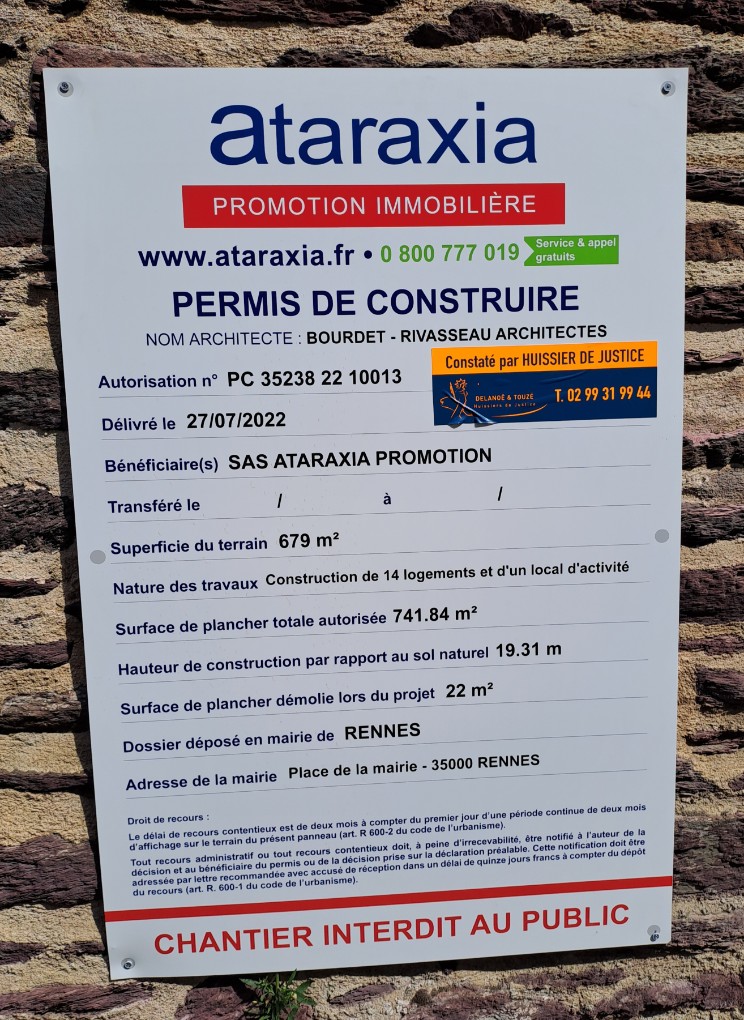 ataraxia
PROMOTION IMMOBILIÈRE
www.ataraxia.fr • 0 800 777 019 Service & appel
gratuits
PERMIS DE CONSTRUIRE
NOM ARCHITECTE : BOURDET - RIVASSEAU ARCHITECTES
Constaté par HUISSIER DE JUSTICE
DELANOË & TOUZE T. 02 99 31 99 44
Huissiers de Justice
Autorisation n° PC 35238 22 10013
Délivré le 27/07/2022
Bénéficiaire(s) SAS ATARAXIA PROMOTION
Transféré le / à /
Superficie du terrain 679 m²
Nature des travaux Construction de 14 logements et d'un local d'activité
Surface de plancher totale autorisée 741.84 m²
Hauteur de construction par rapport au sol naturel 19.31 m
Surface de plancher démolie lors du projet 22 m²
Dossier déposé en mairie de RENNES
Adresse de la mairie Place de la mairie - 35000 RENNES
Droit de recours :
Le délai de recours contentieux est de deux mois à compter du premier jour d'une période continue de deux mois
d'affichage sur le terrain du présent panneau (art. R 600-2 du code de l'urbanisme).
Tout recours administratif ou tout recours contentieux doit, à peine d'irrecevabilité, être notifié à l'auteur de la
décision et au bénéficiaire du permis ou de la décision prise sur la déclaration préalable. Cette notification doit être
adressée par lettre recommandée avec accusé de réception dans un délai de quinze jours francs à compter du dépôt
du recours (art. R. 600-1 du code de l'urbanisme).
CHANTIER INTERDIT AU PUBLIC